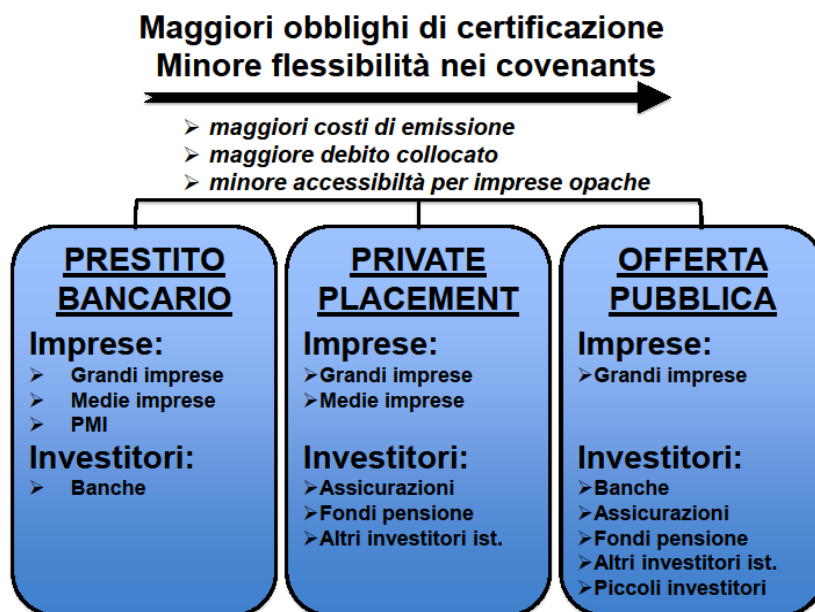 Maggiori obblighi di certificazione
Minore flessibilità nei covenants
➢ maggiori costi di emissione
➢ maggiore debito collocato
➢ minore accessibiltà per imprese opache
PRESTITO
BANCARIO
Imprese:
➢ Grandi imprese
➢ Medie imprese
➢ PMI
Investitori:
➢ Banche
PRIVATE
PLACEMENT
Imprese:
➢Grandi imprese
➢Medie imprese
Investitori:
➢Assicurazioni
➢Fondi pensione
➢Altri investitori ist.
OFFERTA
PUBBLICA
Imprese:
➢Grandi imprese
Investitori:
➢Banche
➢Assicurazioni
➢Fondi pensione
➢Altri investitori ist.
➢Piccoli investitori